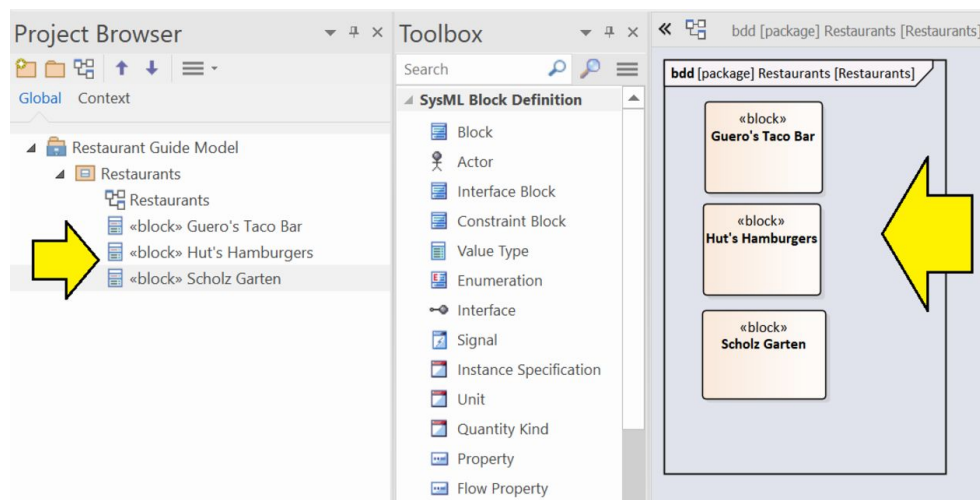 Project Browser
Global Context
Restaurant Guide Model
Restaurants
Restaurants
«block» Guero's Taco Bar
«block» Hut's Hamburgers
«block» Scholz Garten
Toolbox
Search
SysML Block Definition
Block
Actor
Interface Block
Constraint Block
Value Type
Enumeration
Interface
Signal
Instance Specification
Unit
Quantity Kind
Property
Flow Property
bdd [package] Restaurants [Restaurants]
bdd [package] Restaurants [Restaurants]
«block»
Guero's Taco Bar
«block»
Hut's Hamburgers
«block»
Scholz Garten